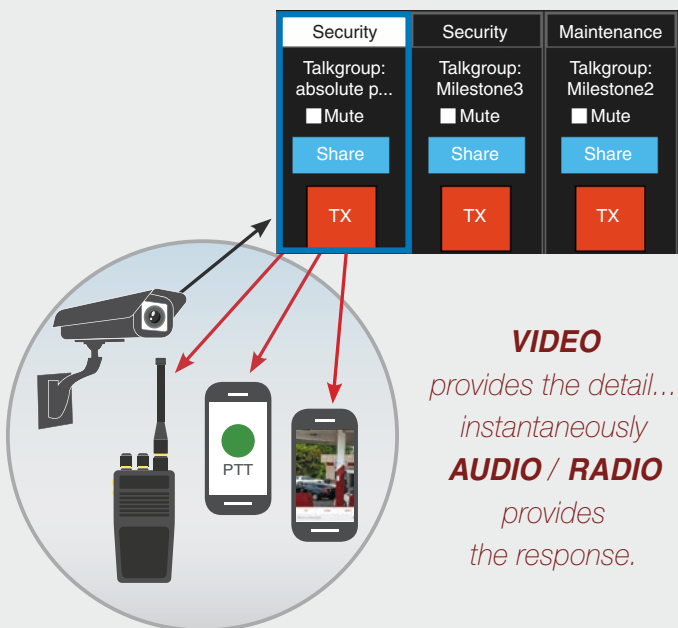 Security
Talkgroup:
absolute p...
Mute
Share
TX
Security
Talkgroup:
Milestone3
Mute
Share
TX
Maintenance
Talkgroup:
Milestone2
Mute
Share
TX
PTT
VIDEO
provides the detail...
instantaneously
AUDIO / RADIO
provides
the response.